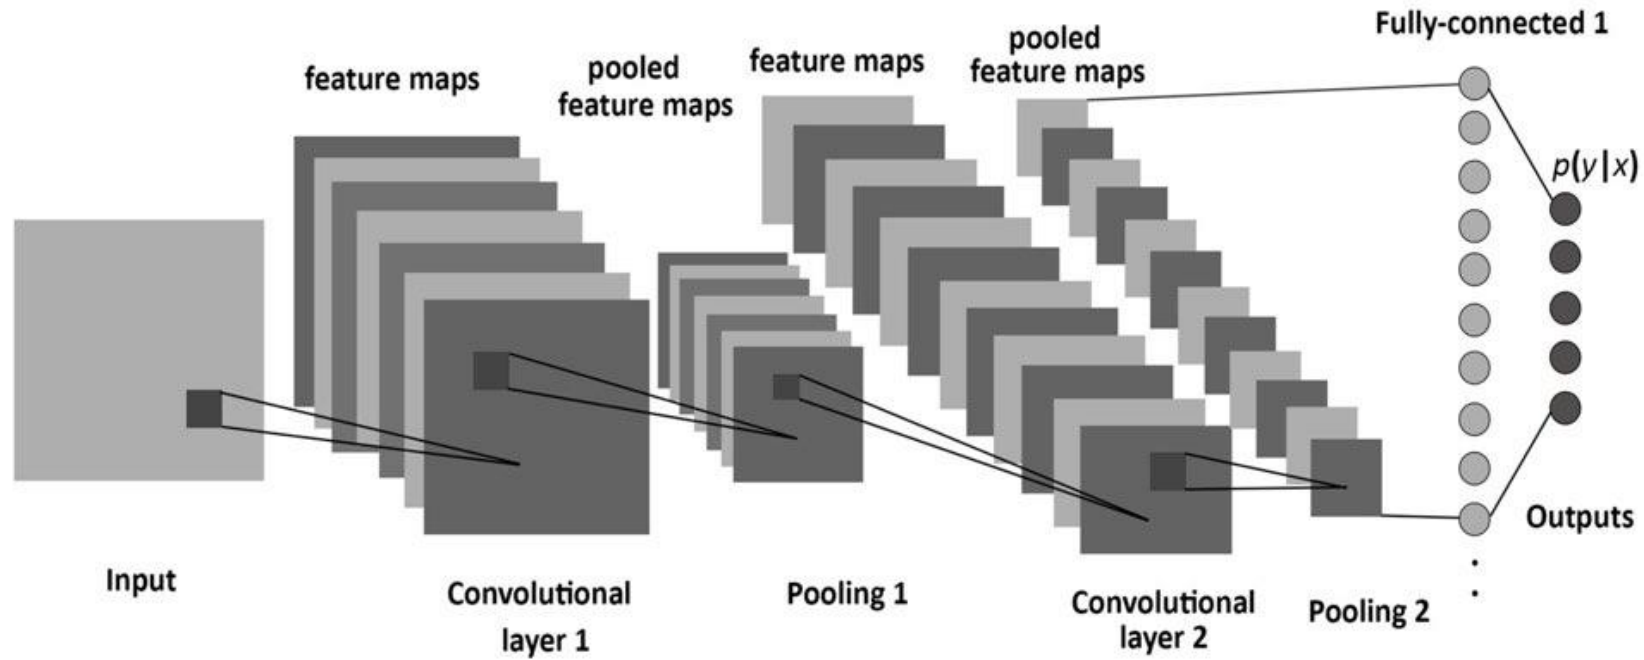 Fully-connected 1
feature maps
pooled
feature maps
feature maps
pooled
feature maps
p(y|x)
Outputs
Input
Convolutional
layer 1
Pooling 1
Convolutional
layer 2
Pooling 2